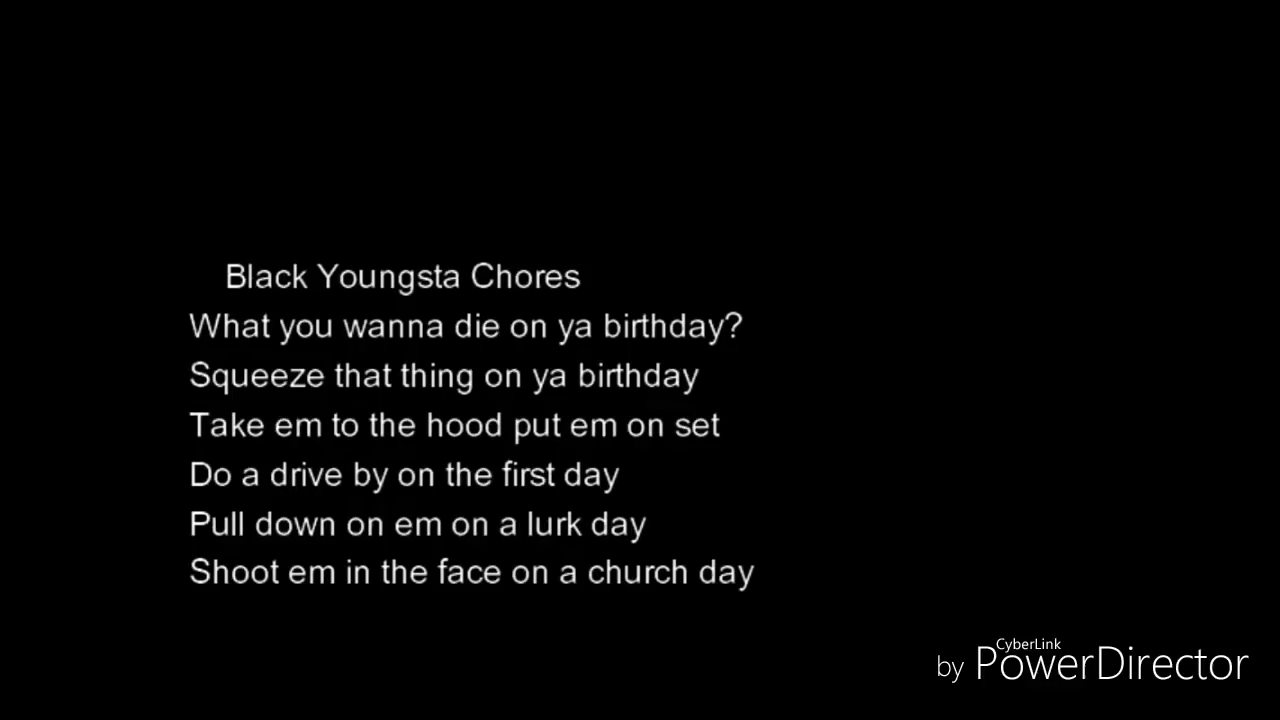 Black Youngsta Chores
What you wanna die on ya birthday?
Squeeze that thing on ya birthday
Take em to the hood put em on set
Do a drive by on the first day
Pull down on em on a lurk day
Shoot em in the face on a church day
CyberLink
by PowerDirector